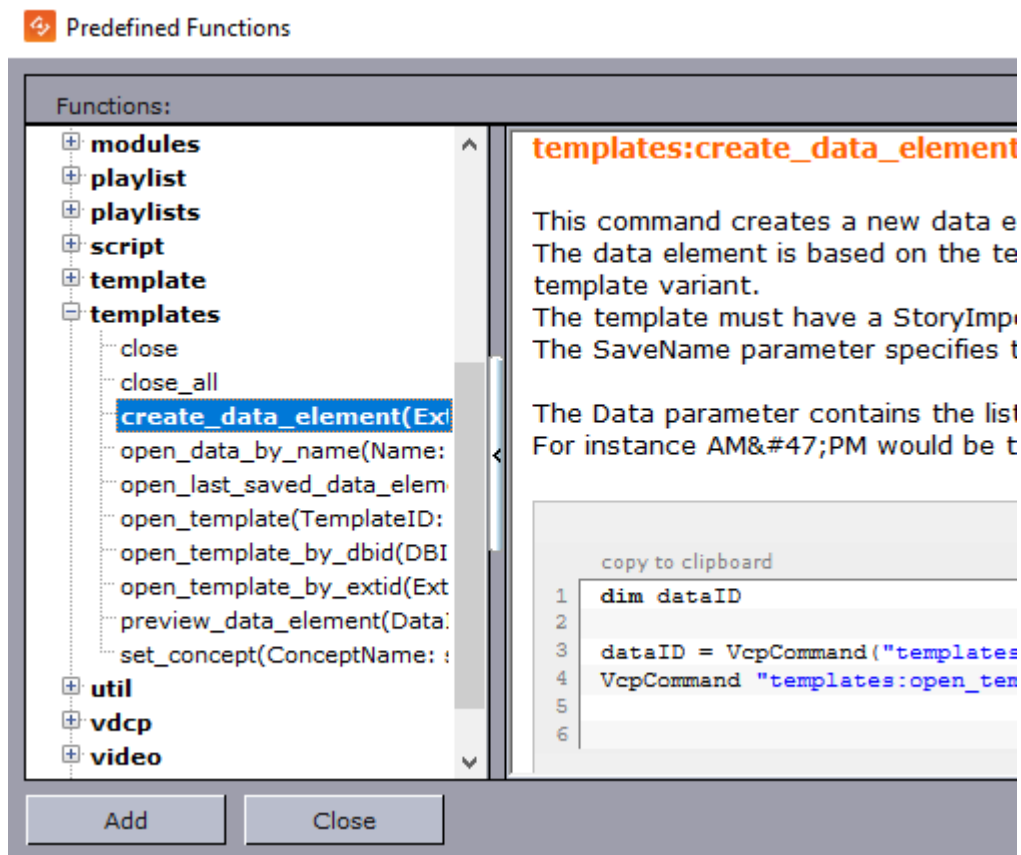 Predefined Functions
Functions:
modules
playlist
playlists
script
template
templates
close
close_all
create_data_element(Ext
open_data_by_name(Name:
open_last_saved_data_elem
open_template(TemplateID:
open_template_by_dbid(DBI
open_template_by_extid(Ext
preview_data_element(Data
set_concept(ConceptName:
util
vdcp
video
templates:create_data_element
This command creates a new data e
The data element is based on the te
template variant.
The template must have a StoryImp
The SaveName parameter specifies t
The Data parameter contains the list
For instance AM&#47;PM would be t
copy to clipboard
1 dim dataID
2
3 dataID = VcpCommand("templates
4 VcpCommand "templates:open_tem
5
6
Add
Close